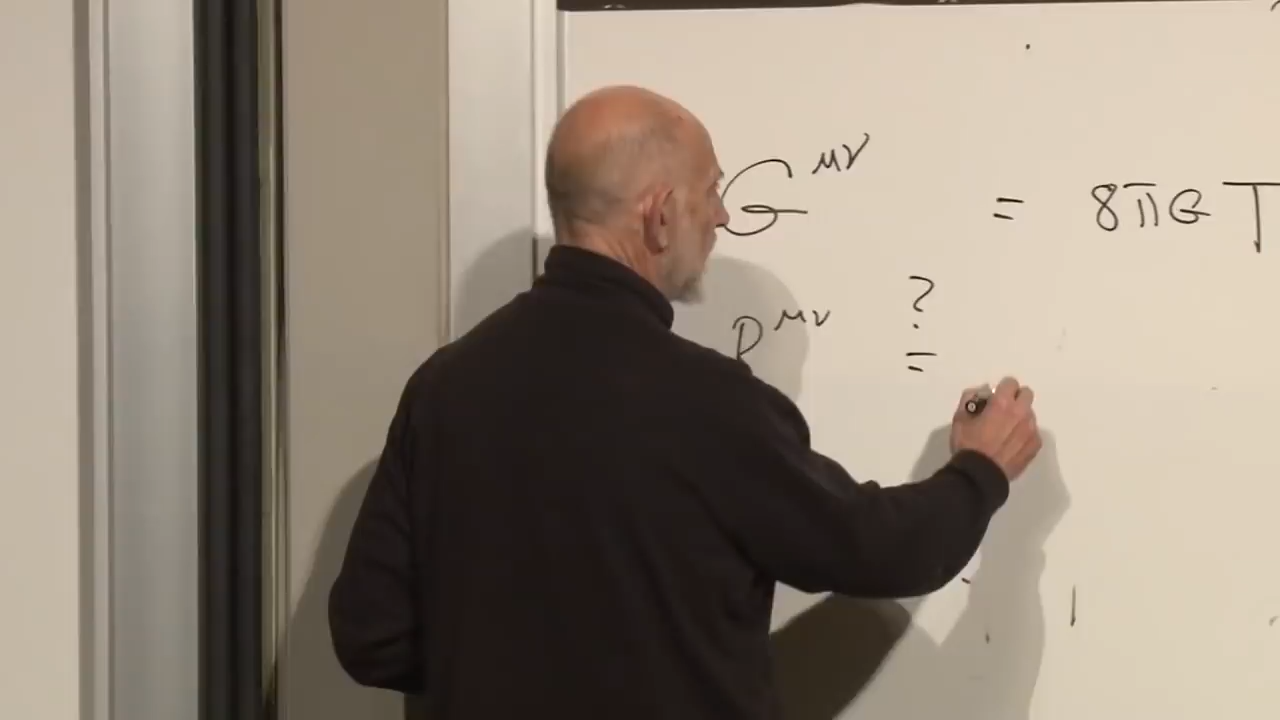 G^μν = 8πG T
R^μν ?
=